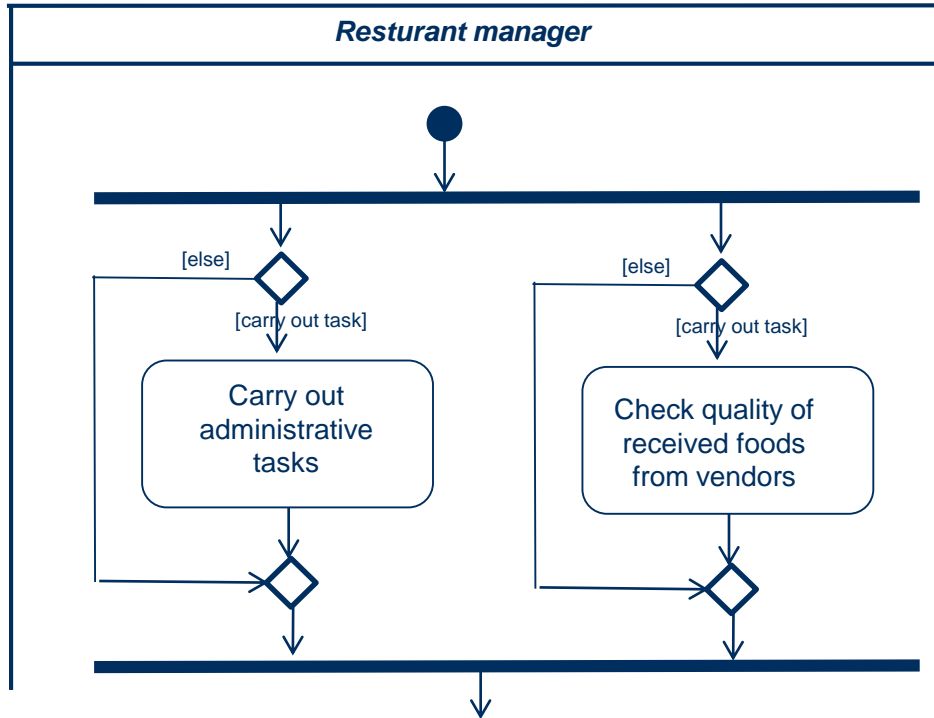 Resturant manager
[else]
[else]
[carry out task]
[carry out task]
Carry out
administrative
tasks
Check quality of
received foods
from vendors